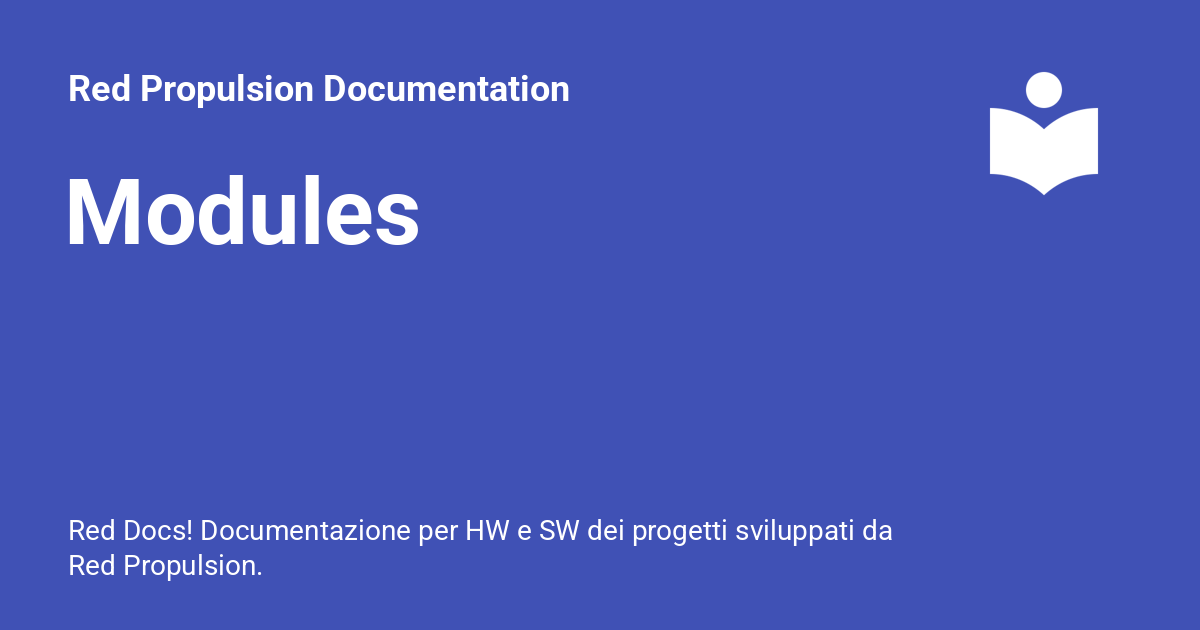 Red Propulsion Documentation
Modules
Red Docs! Documentazione per HW e SW dei progetti sviluppati da
Red Propulsion.